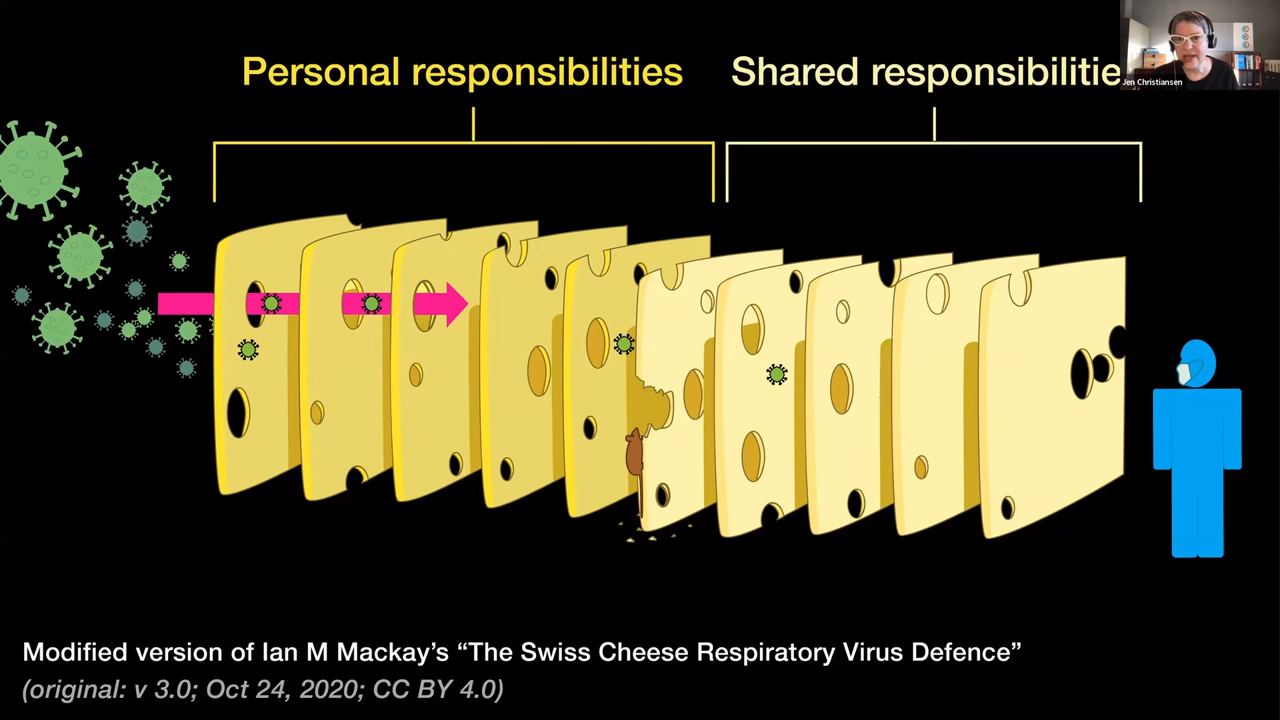 Personal responsibilities
Shared responsibilitie
Jen Christiansen
Modified version of Ian M Mackay's “The Swiss Cheese Respiratory Virus Defence”
(original: v 3.0; Oct 24, 2020; CC BY 4.0)